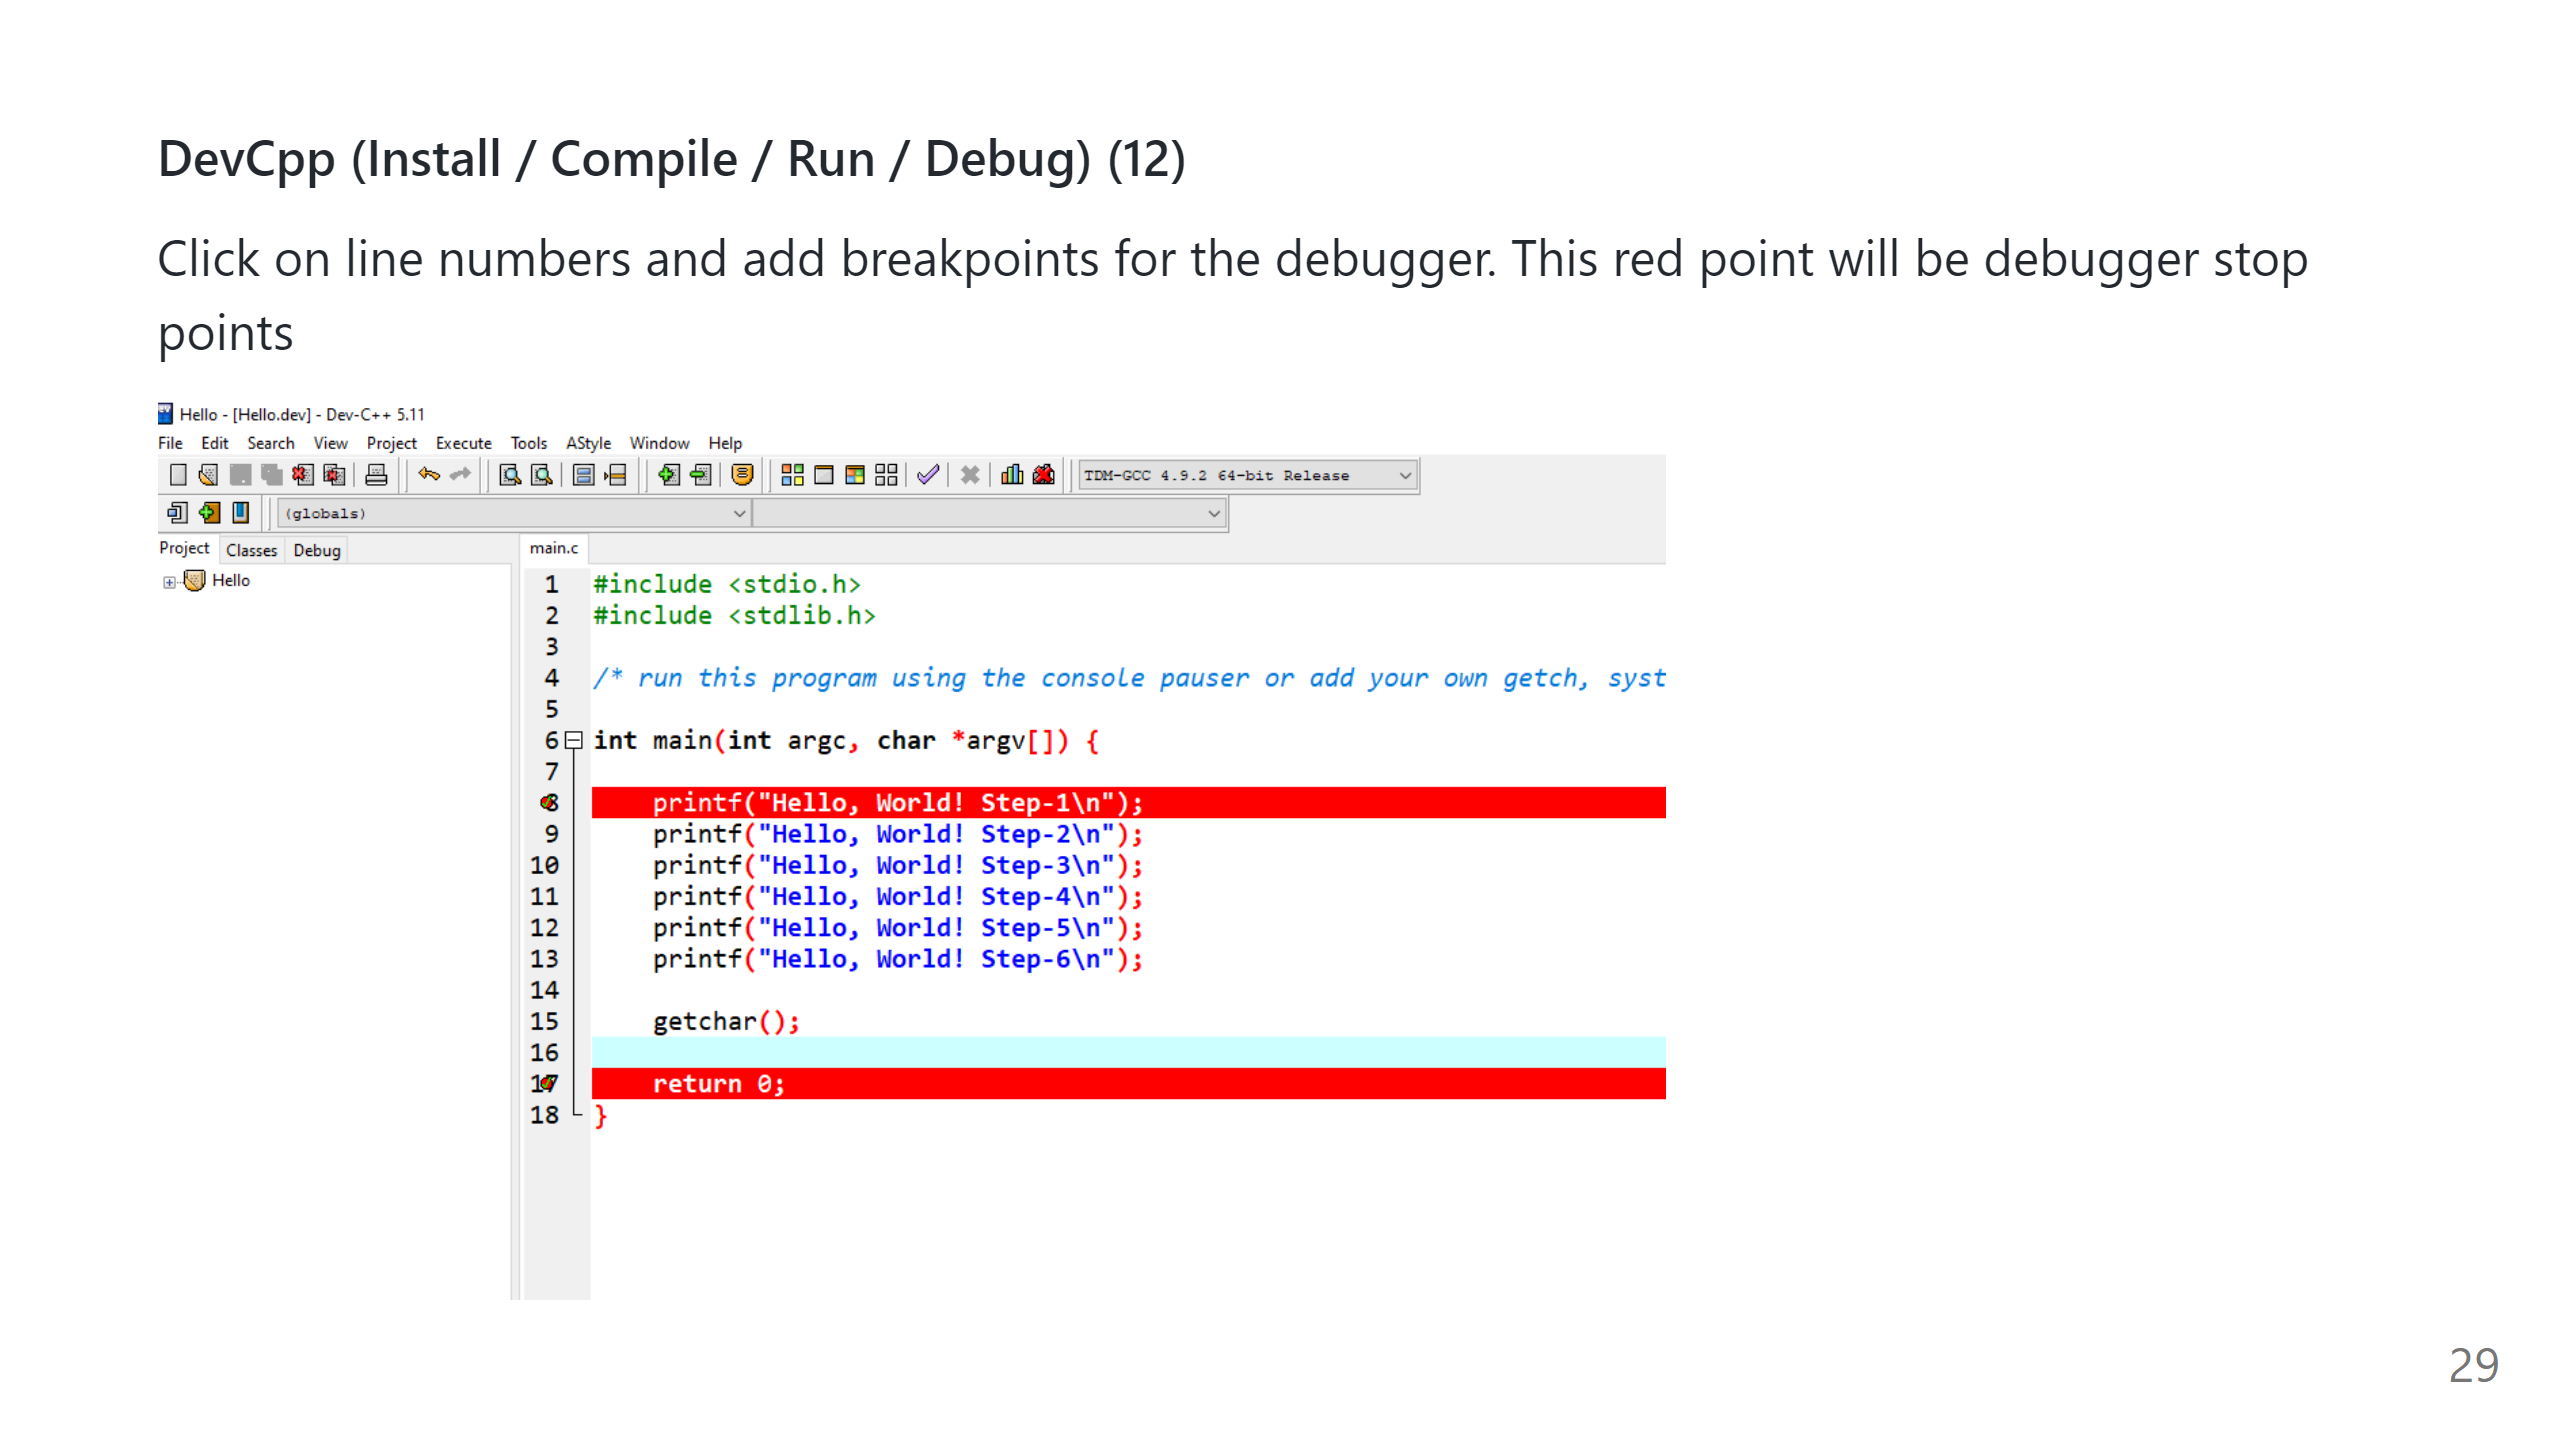 DevCpp (Install / Compile / Run / Debug) (12)
Click on line numbers and add breakpoints for the debugger. This red point will be debugger stop
points
Hello - [Hello.dev] - Dev-C++ 5.11
File Edit Search View Project Execute Tools AStyle Window Help
TDM-GCC 4.9.2 64-bit Release
(globals)
Project Classes Debug
main.c
Hello
1 #include <stdio.h>
2 #include <stdlib.h>
3
4 /* run this program using the console pauser or add your own getch, syst
5
6 int main(int argc, char *argv[]) {
7
8 printf("Hello, World! Step-1\n");
9 printf("Hello, World! Step-2\n");
10 printf("Hello, World! Step-3\n");
11 printf("Hello, World! Step-4\n");
12 printf("Hello, World! Step-5\n");
13 printf("Hello, World! Step-6\n");
14
15 getchar();
16
17 return 0;
18 }
29